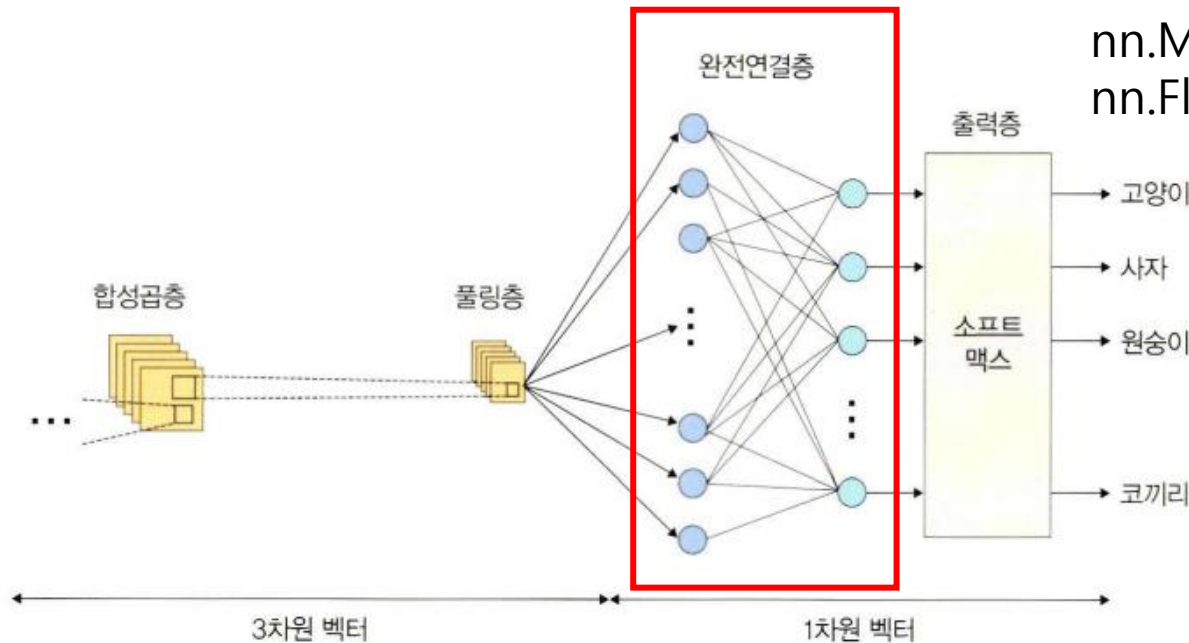 nn.M
nn.Fl
완전연결층
출력층
합성곱층
풀링층
소프트
맥스
고양이
사자
원숭이
코끼리
3차원 벡터
1차원 벡터